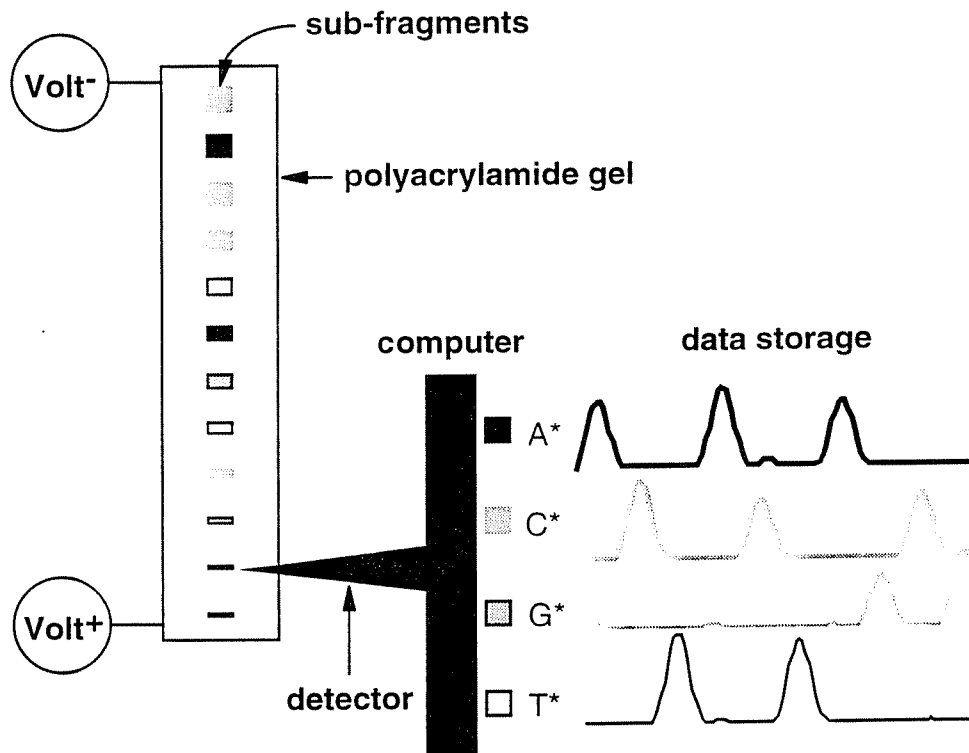 sub-fragments
Volt-
polyacrylamide gel
computer
data storage
A*
C*
G*
Volt+
detector
T*